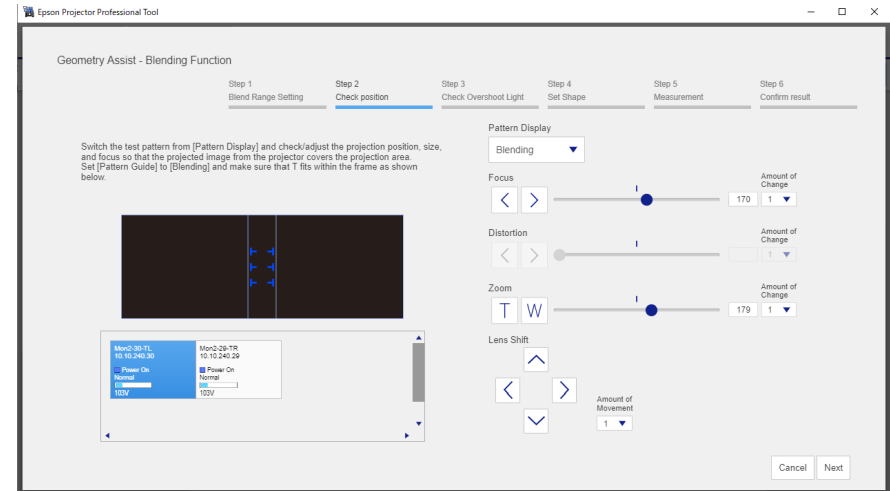 Epson Projector Professional Tool
Geometry Assist - Blending Function
Step 1
Blend Range Setting
Step 2
Check position
Step 3
Check Overshoot Light
Step 4
Set Shape
Step 5
Measurement
Step 6
Confirm result
Switch the test pattern from [Pattern Display] and check/adjust the projection position, size,
and focus so that the projected image from the projector covers the projection area.
Set [Pattern Guide] to [Blending] and make sure that T fits within the frame as shown
below.
Mon2-30-TL
10.10.240.30
Power On
Normal
103V
Mon2-29-TR
10.10.240.29
Power On
Normal
103V
Pattern Display
Blending
Focus
170
Amount of
Change
1
Distortion
Amount of
Change
1
Zoom
T W
179
Amount of
Change
1
Lens Shift
Amount of
Movement
1
Cancel
Next